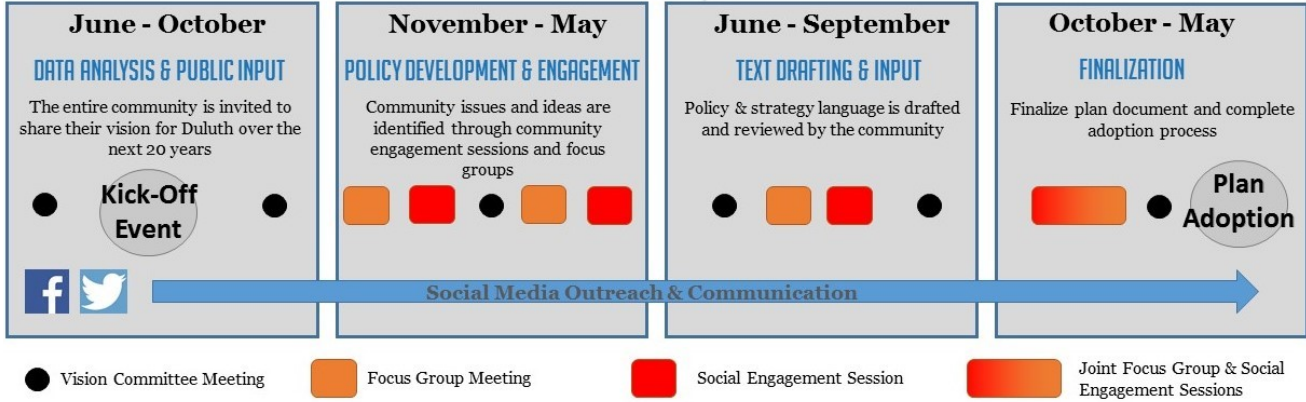 June - October
DATA ANALYSIS & PUBLIC INPUT
The entire community is invited to
share their vision for Duluth over the
next 20 years
Kick-Off
Event
November - May
POLICY DEVELOPMENT & ENGAGEMENT
Community issues and ideas are
identified through community
engagement sessions and focus
groups
June - September
TEXT DRAFTING & INPUT
Policy & strategy language is drafted
and reviewed by the community
October - May
FINALIZATION
Finalize plan document and complete
adoption process
Plan
Adoption
f
Social Media Outreach & Communication
Vision Committee Meeting
Focus Group Meeting
Social Engagement Session
Joint Focus Group & Social
Engagement Sessions